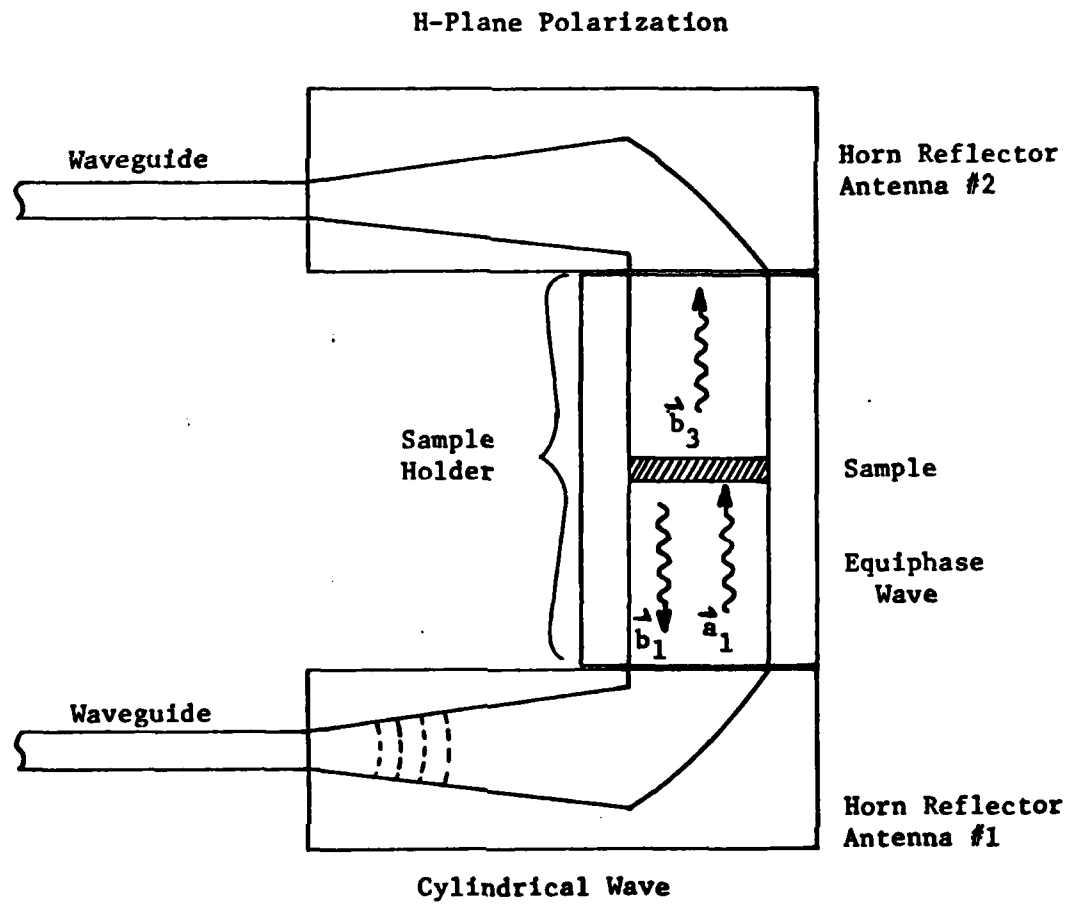 H-Plane Polarization
Waveguide
Horn Reflector
Antenna #2
b3
Sample
Holder
Sample
Equiphase
Wave
b1
a1
Waveguide
Horn Reflector
Antenna #1
Cylindrical Wave